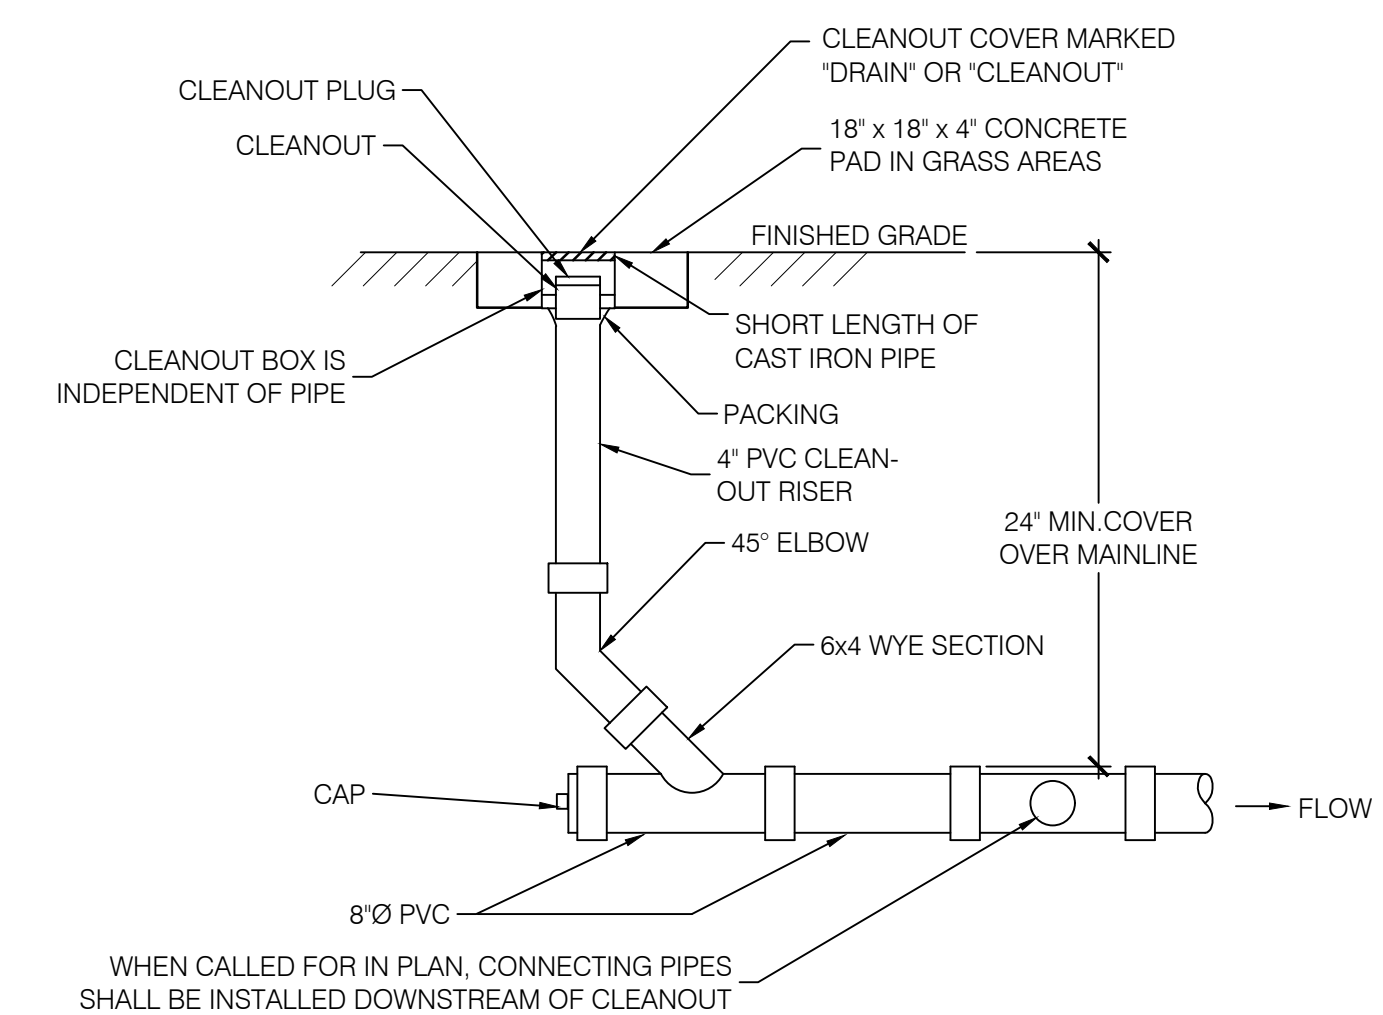 CLEANOUT COVER MARKED
"DRAIN" OR "CLEANOUT"
CLEANOUT PLUG
18" x 18" x 4" CONCRETE
PAD IN GRASS AREAS
CLEANOUT
FINISHED GRADE
SHORT LENGTH OF
CAST IRON PIPE
CLEANOUT BOX IS
INDEPENDENT OF PIPE
PACKING
4" PVC CLEAN-
OUT RISER
24" MIN.COVER
OVER MAINLINE
45° ELBOW
6x4 WYE SECTION
CAP
FLOW
8"Ø PVC
WHEN CALLED FOR IN PLAN, CONNECTING PIPES
SHALL BE INSTALLED DOWNSTREAM OF CLEANOUT